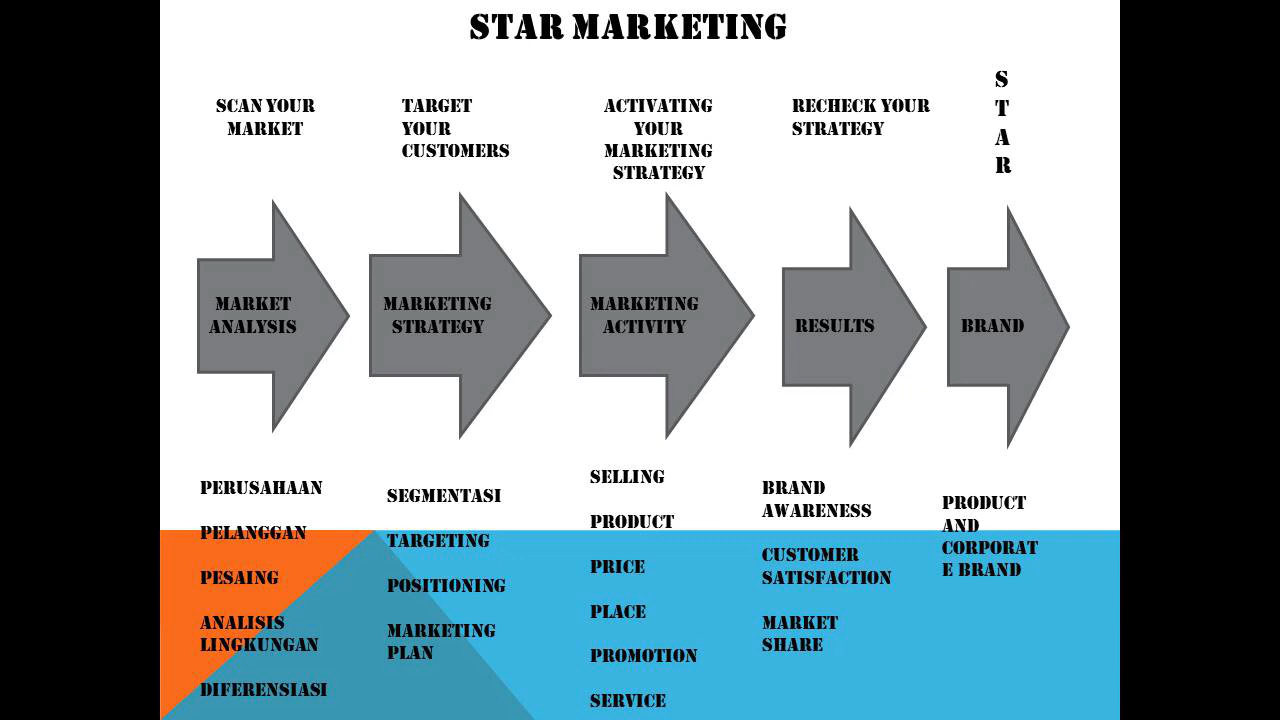 STAR MARKETING
SCAN YOUR
MARKET
TARGET
YOUR
CUSTOMERS
ACTIVATING
YOUR
MARKETING
STRATEGY
RECHECK YOUR
STRATEGY
S
T
A
R
MARKET
ANALYSIS
MARKETING
STRATEGY
MARKETING
ACTIVITY
RESULTS
BRAND
PERUSAHAAN
PELANGGAN
PESAING
ANALISIS
LINGKUNGAN
DIFERENSIASI
SEGMENTASI
TARGETING
POSITIONING
MARKETING
PLAN
SELLING
PRODUCT
PRICE
PLACE
PROMOTION
SERVICE
BRAND
AWARENESS
CUSTOMER
SATISFACTION
MARKET
SHARE
PRODUCT
AND
CORPORAT
E BRAND